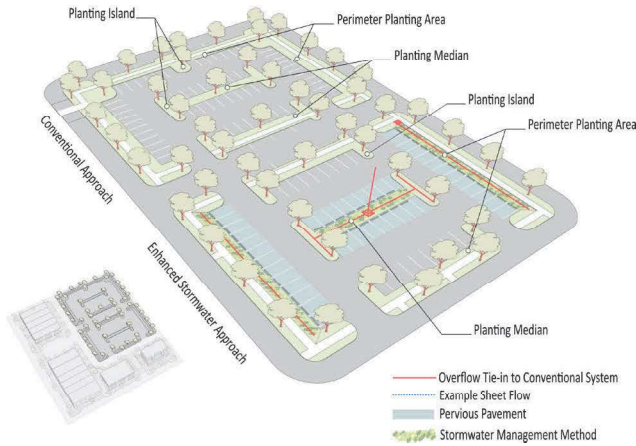 Planting Island
Perimeter Planting Area
Planting Median
Planting Island
Perimeter Planting Area
Conventional Approach
Enhanced Stormwater Approach
Planting Median
Overflow Tie-in to Conventional System
Example Sheet Flow
Pervious Pavement
Stormwater Management Method